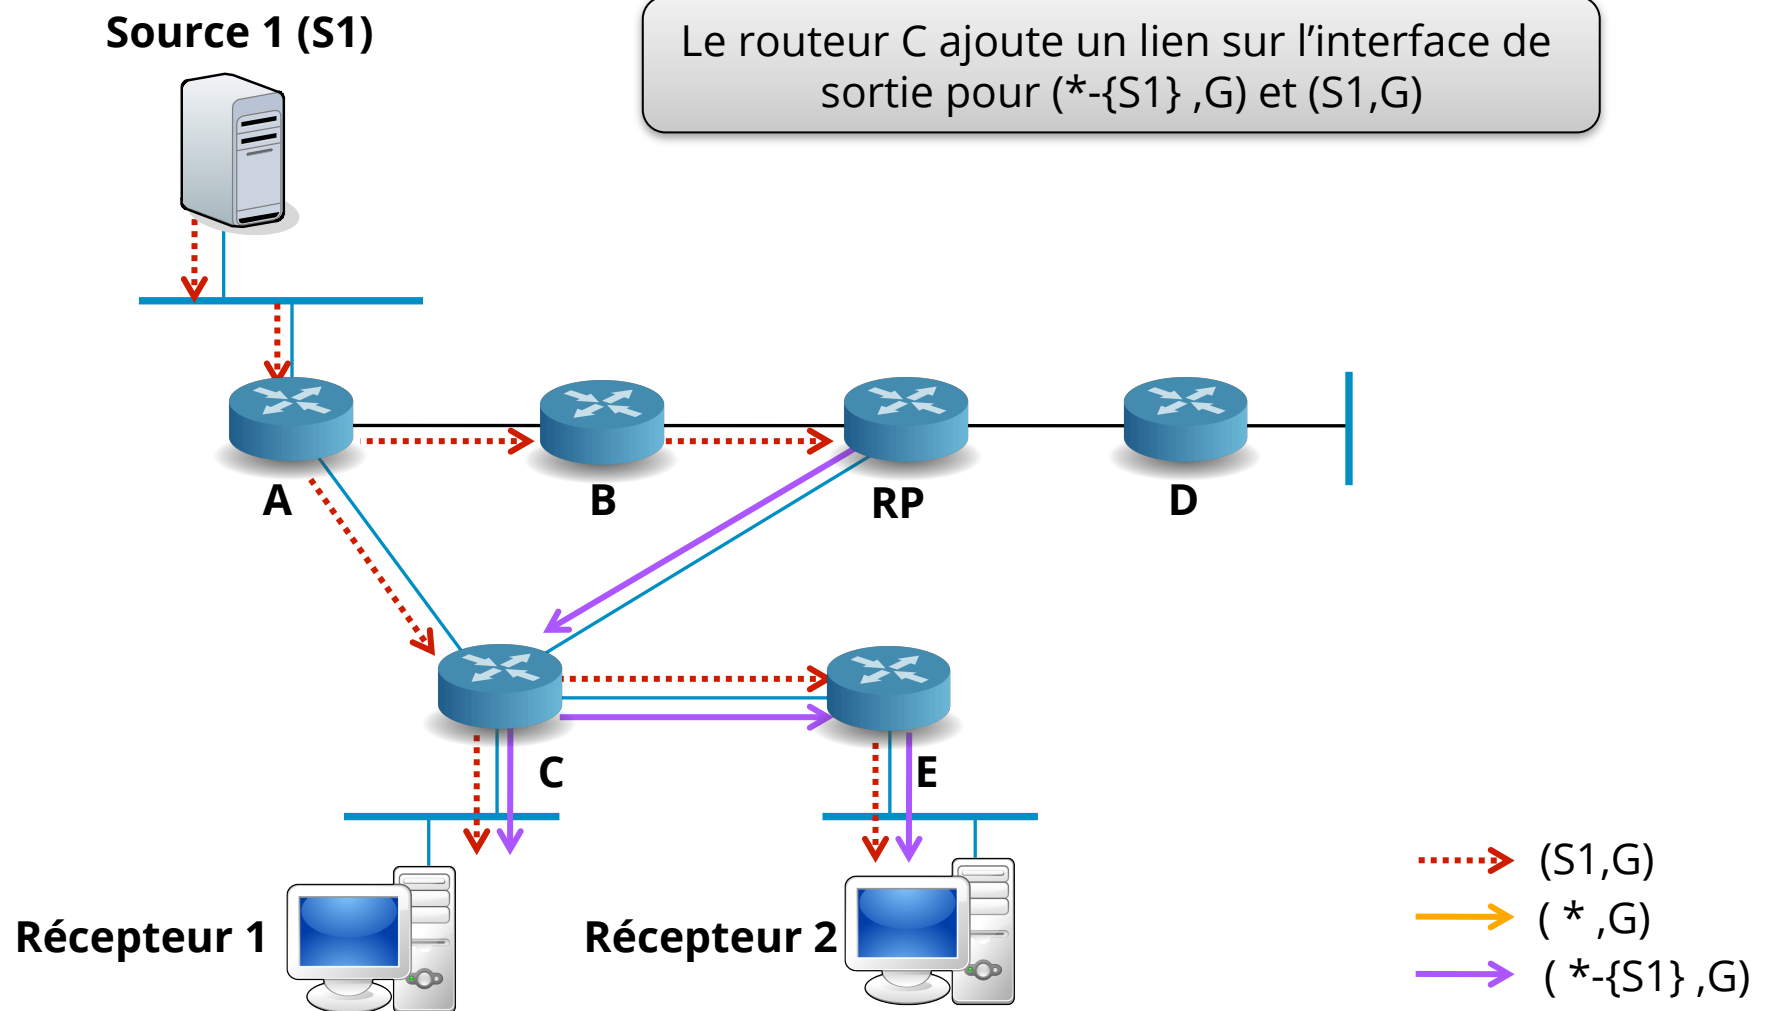 Source 1 (S1)
Le routeur C ajoute un lien sur l’interface de
sortie pour (*-{S1} ,G) et (S1,G)
A
B
RP
D
C
E
Récepteur 1
Récepteur 2
(S1,G)
( * ,G)
( *-{S1} ,G)